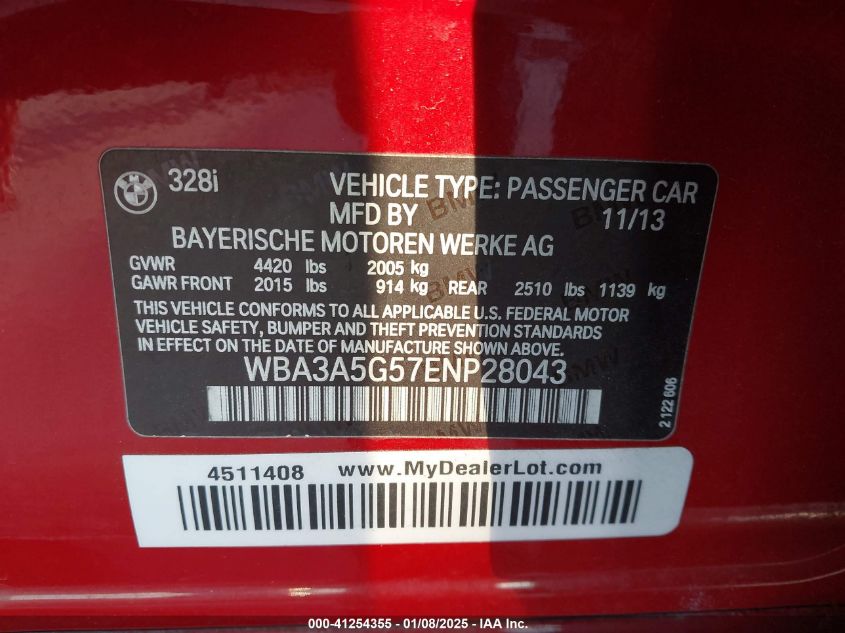 328i VEHICLE TYPE: PASSENGER CAR
MFD BY 11/13
BAYERISCHE MOTOREN WERKE AG
GVWR 4420 lbs 2005 kg
GAWR FRONT 2015 lbs 914 kg REAR 2510 lbs 1139 kg
THIS VEHICLE CONFORMS TO ALL APPLICABLE U.S. FEDERAL MOTOR
VEHICLE SAFETY, BUMPER AND THEFT PREVENTION STANDARDS
IN EFFECT ON THE DATE OF MANUFACTURE SHOWN ABOVE.
WBA3A5G57ENP28043
2 122 606
4511408 www.MyDealerLot.com
000-41254355 - 01/08/2025 - IAA Inc.